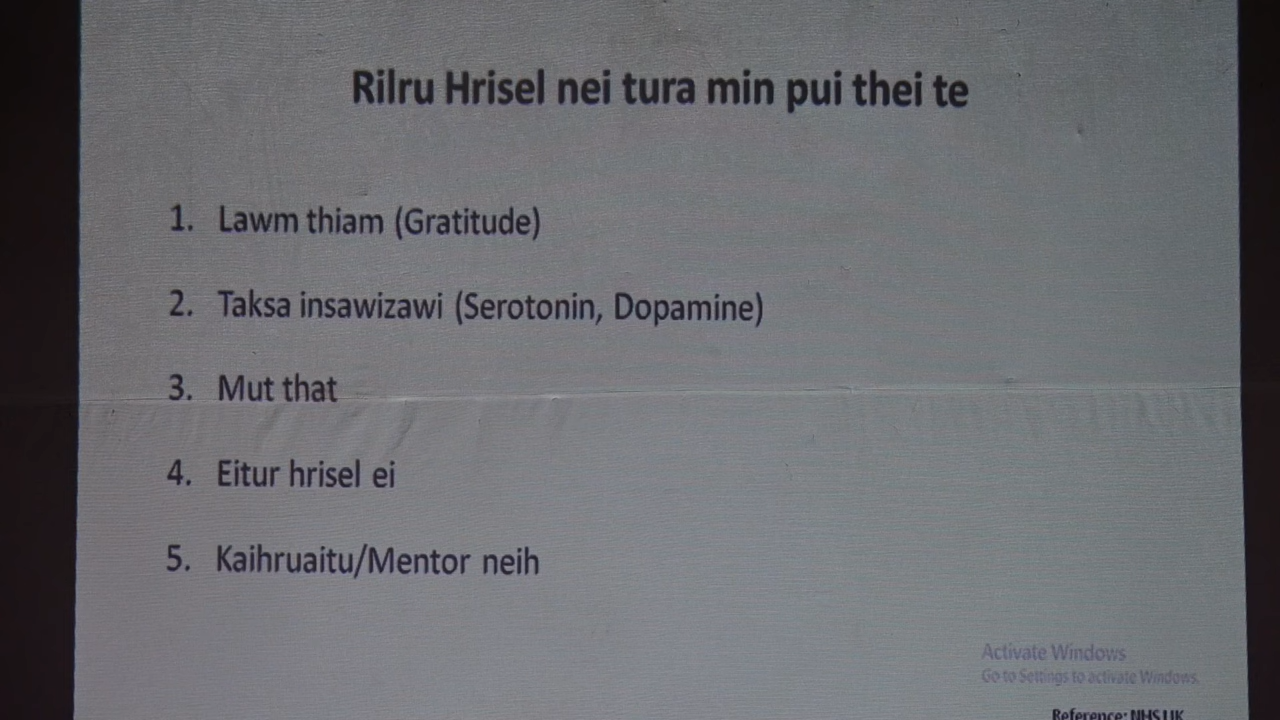 Rilru Hrisel nei tura min pui thei te
1. Lawm thiam (Gratitude)
2. Taksa insawizawi (Serotonin, Dopamine)
3. Mut that
4. Eitur hrisel ei
5. Kaihruaitu/Mentor neih
Activate Windows
Go to Settings to activate Windows.
Reference: NHS UK